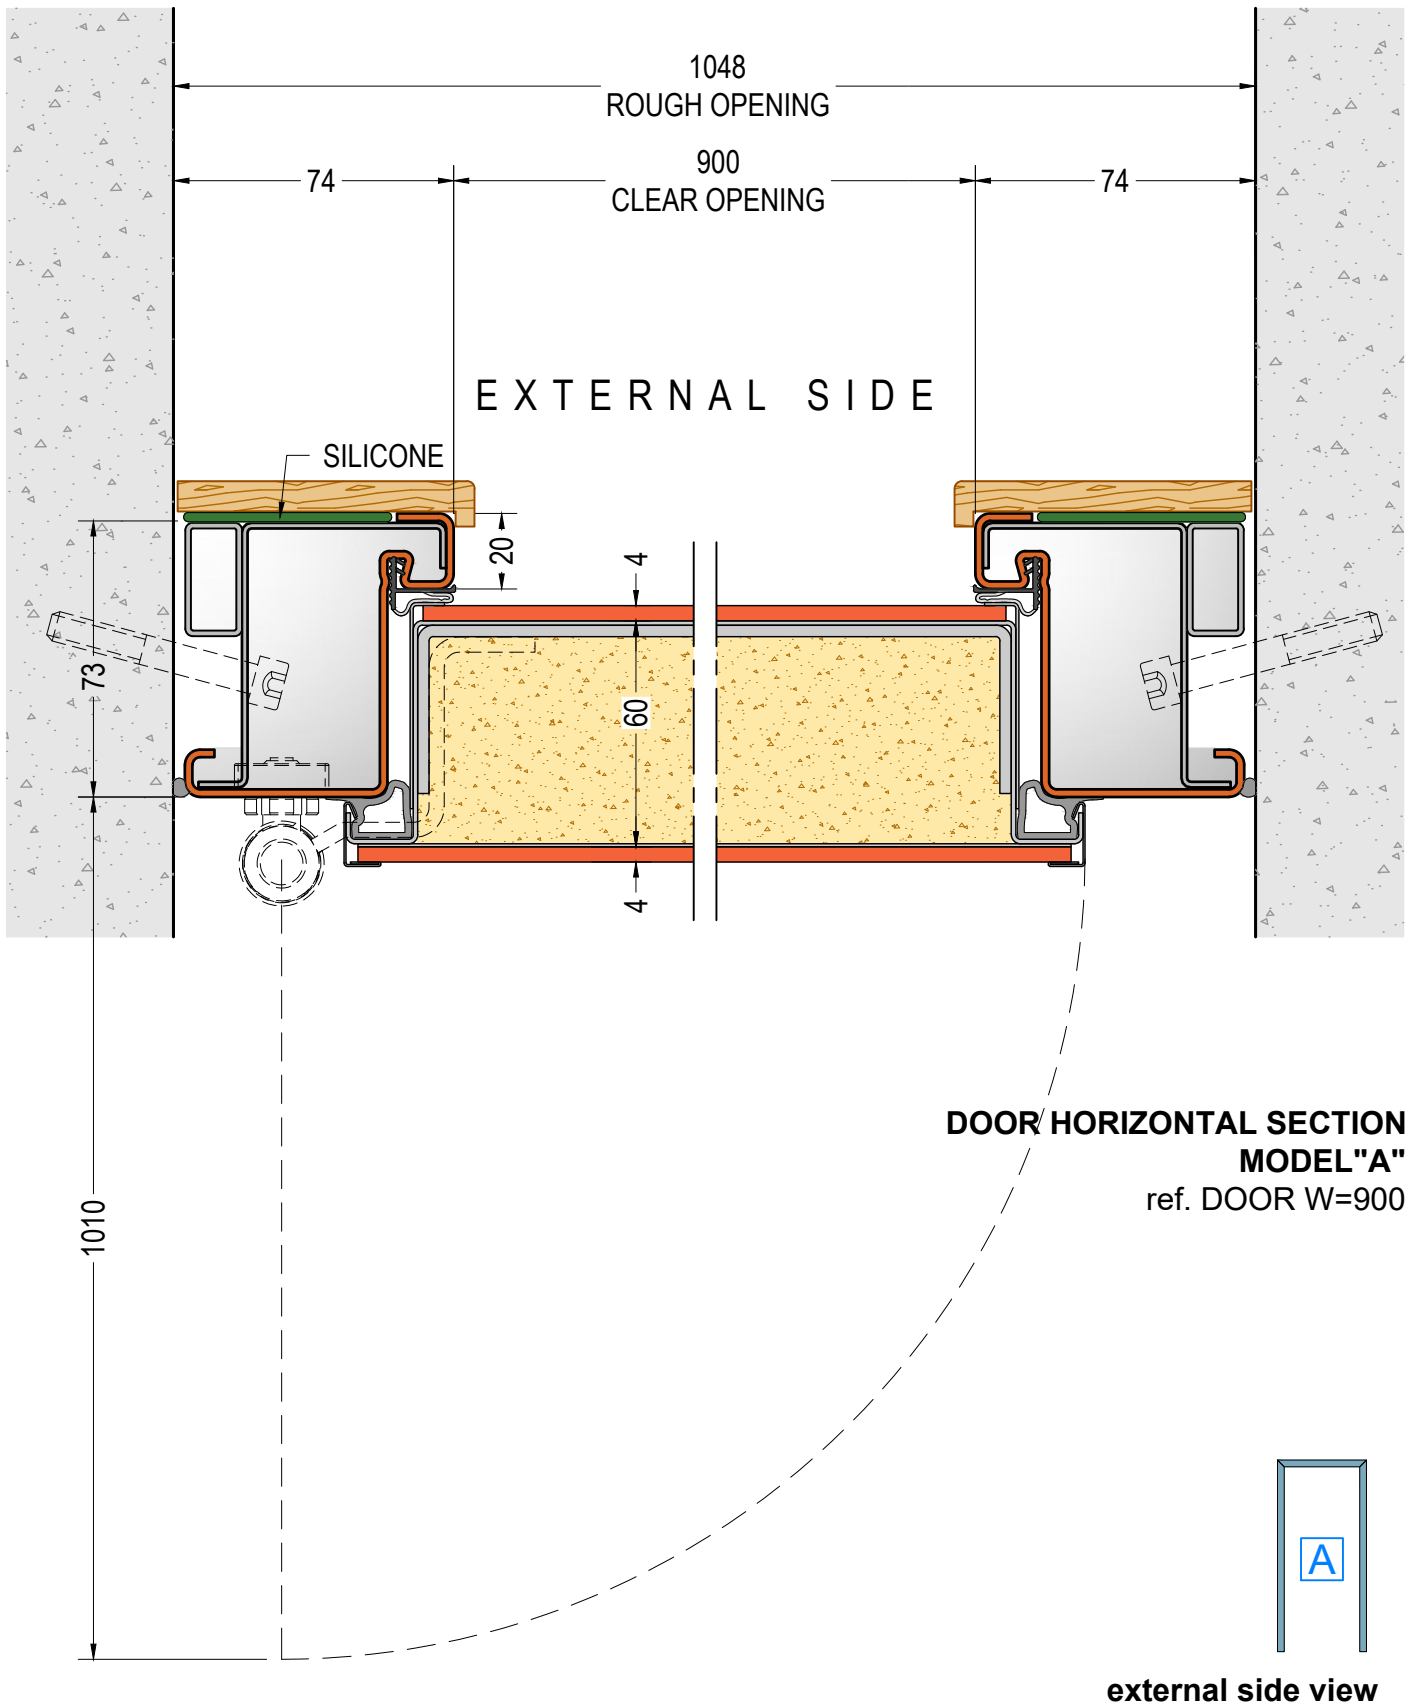 1048
ROUGH OPENING
74
900
CLEAR OPENING
74
EXTERNAL SIDE
SILICONE
20
4
73
60
4
1010
DOOR HORIZONTAL SECTION
MODEL"A"
ref. DOOR W=900
A
external side view